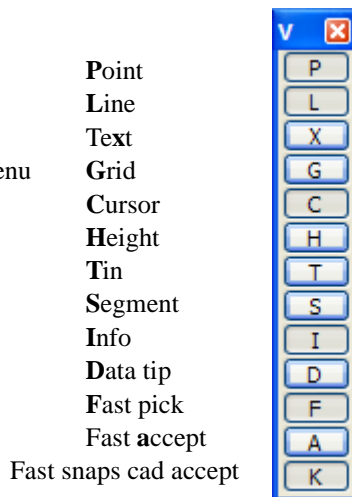 V
Point P
Line L
Text X
enu Grid G
Cursor C
Height H
Tin T
Segment S
Info I
Data tip D
Fast pick F
Fast accept A
Fast snaps cad accept K